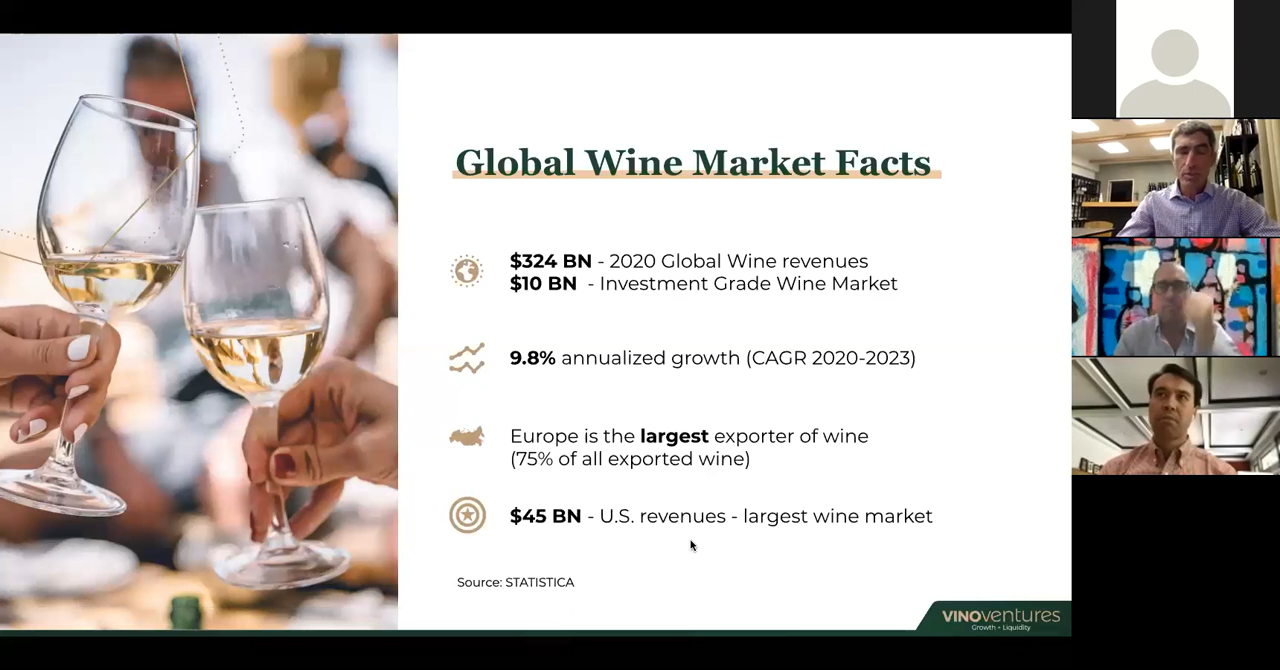 Global Wine Market Facts
$324 BN - 2020 Global Wine revenues
$10 BN - Investment Grade Wine Market
9.8% annualized growth (CAGR 2020-2023)
Europe is the largest exporter of wine
(75% of all exported wine)
$45 BN - U.S. revenues - largest wine market
Source: STATISTICA
VINOVENTURES
Growth + Liquidity